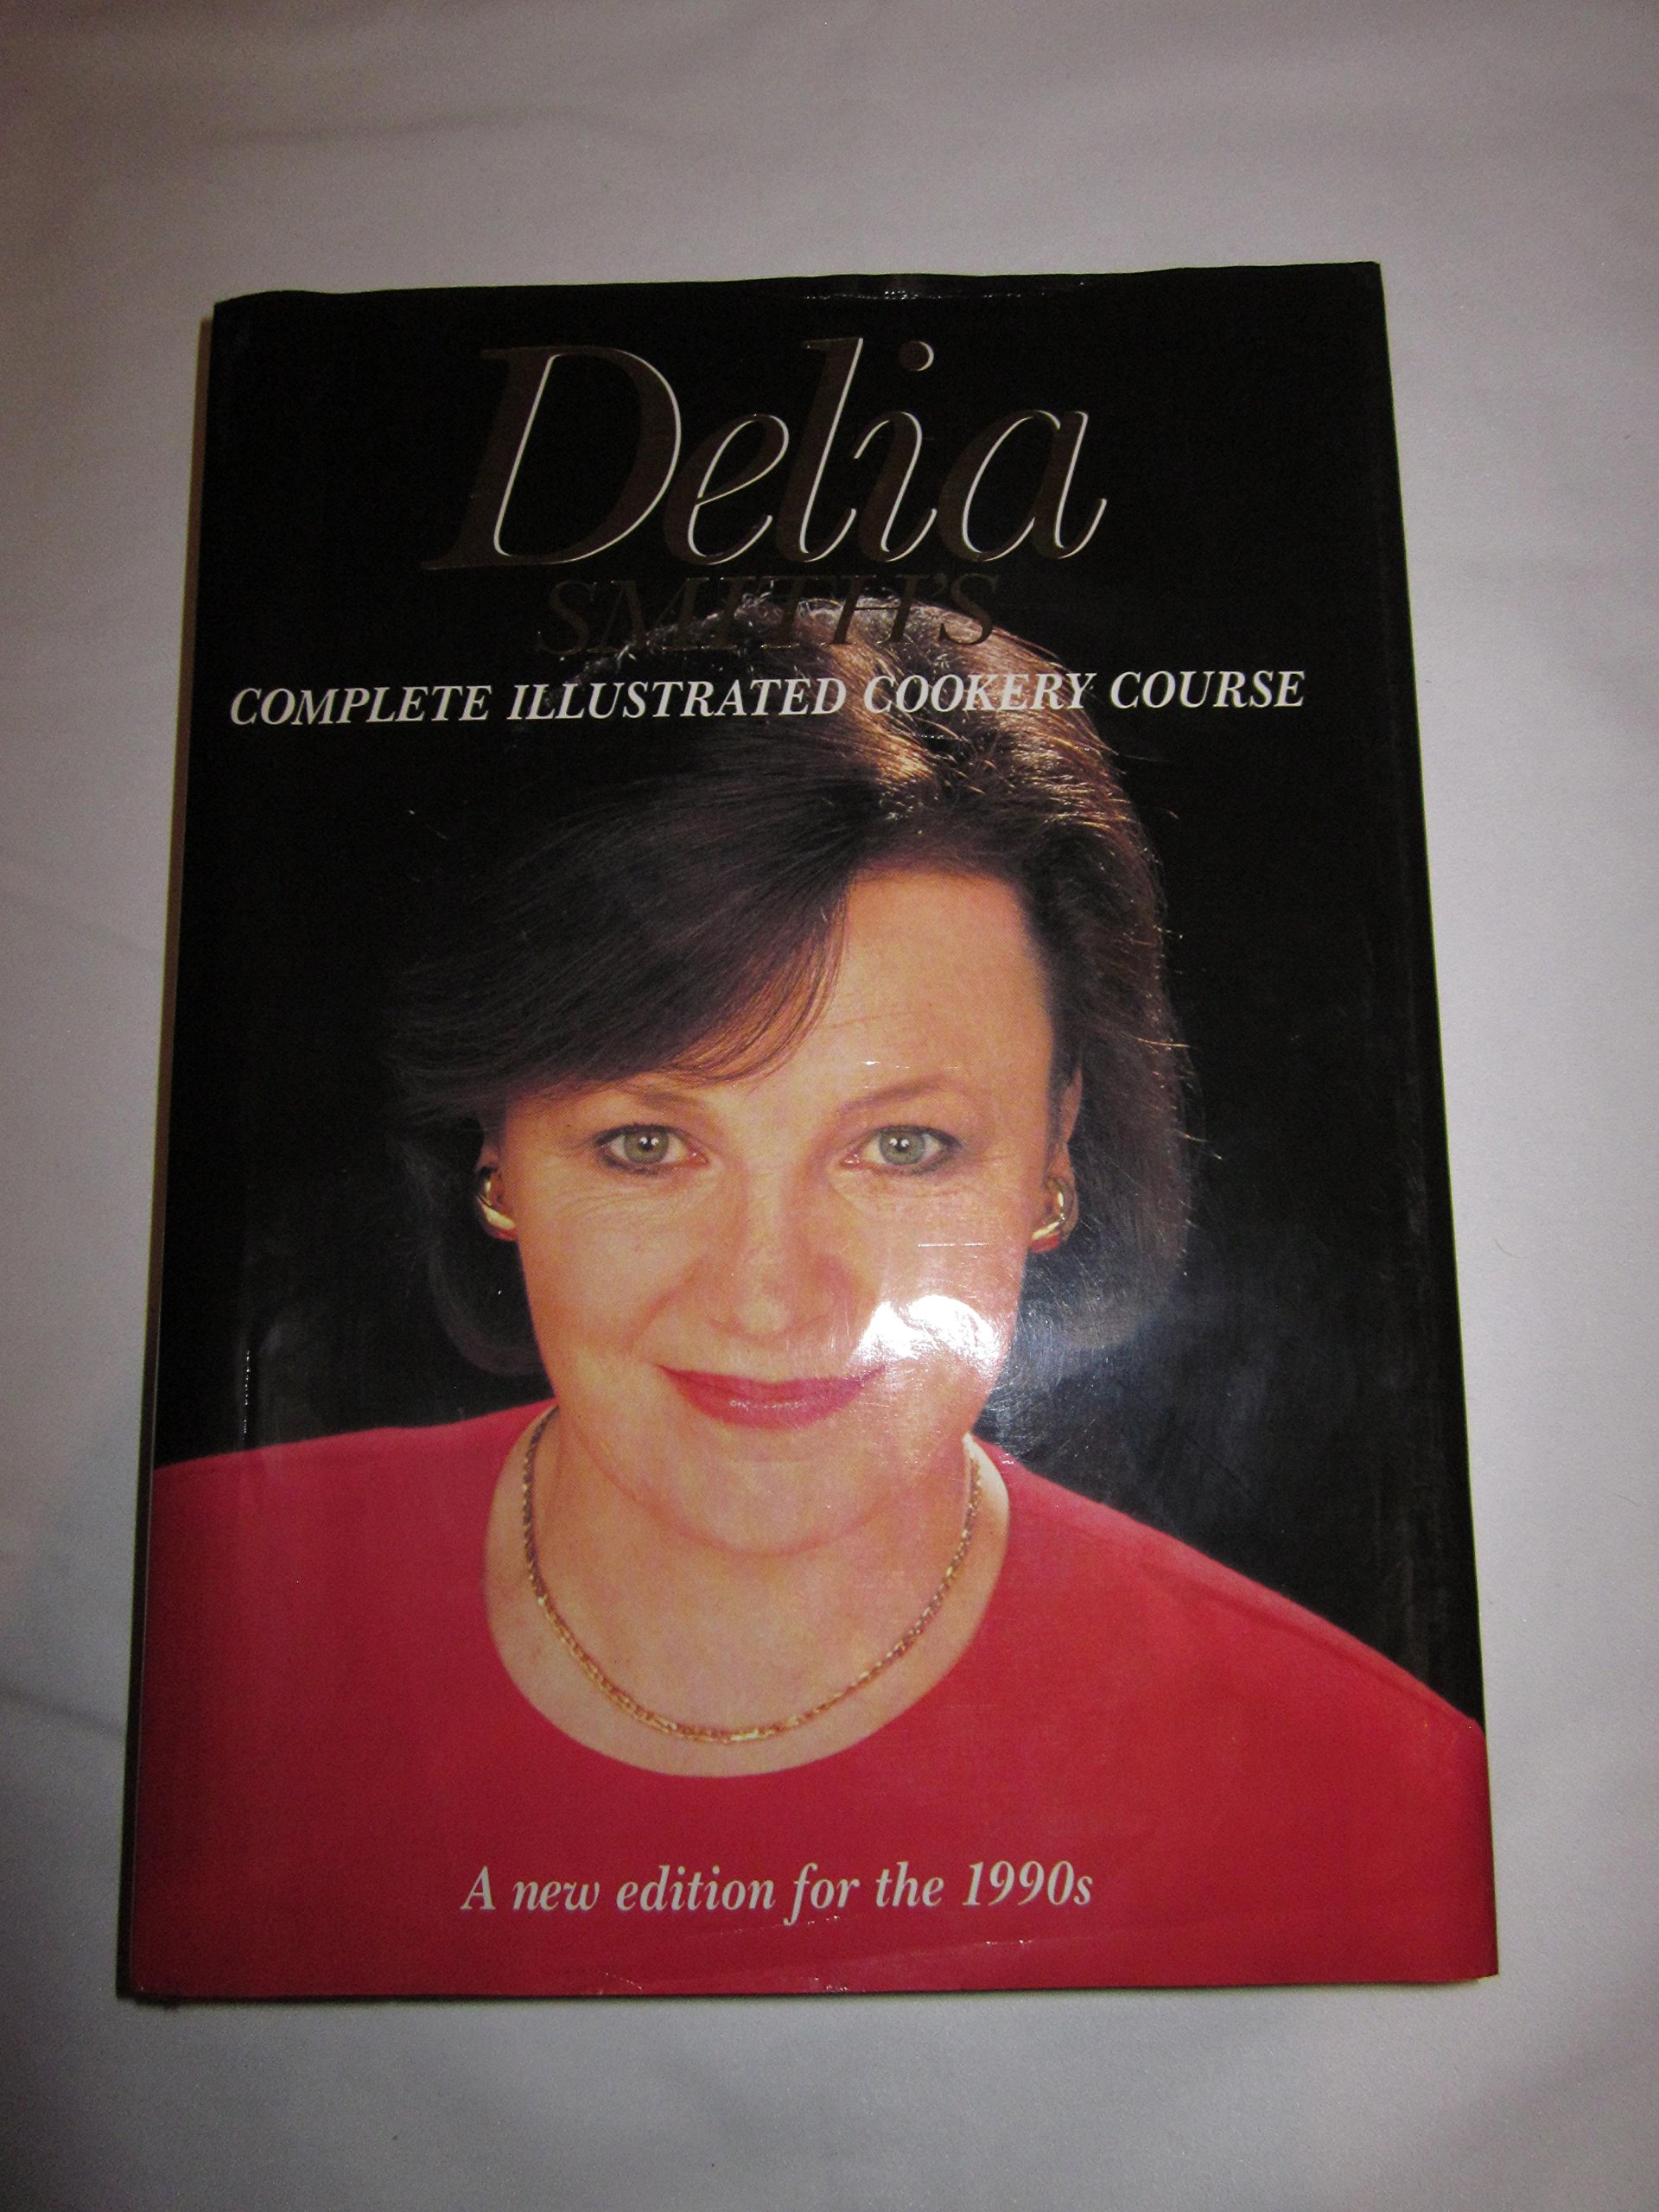 Delia
SMITH'S
COMPLETE ILLUSTRATED COOKERY COURSE
A new edition for the 1990s